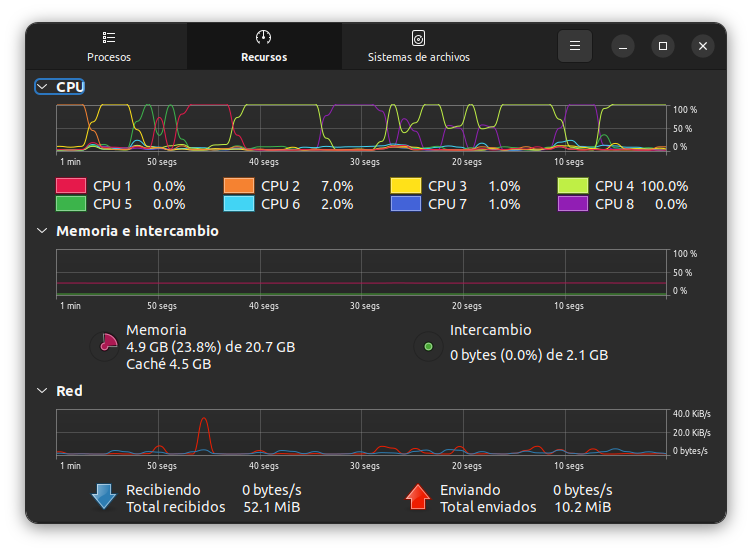 Procesos
Recursos
Sistemas de archivos
CPU
100 %
50 %
0 %
1 min 50 segs 40 segs 30 segs 20 segs 10 segs
CPU 1 0.0% CPU 2 7.0% CPU 3 1.0% CPU 4 100.0%
CPU 5 0.0% CPU 6 2.0% CPU 7 1.0% CPU 8 0.0%
Memoria e intercambio
100 %
50 %
0 %
1 min 50 segs 40 segs 30 segs 20 segs 10 segs
Memoria
4.9 GB (23.8%) de 20.7 GB
Caché 4.5 GB
Intercambio
0 bytes (0.0%) de 2.1 GB
Red
40.0 KiB/s
20.0 KiB/s
0 bytes/s
1 min 50 segs 40 segs 30 segs 20 segs 10 segs
Recibiendo 0 bytes/s
Total recibidos 52.1 MiB
Enviando 0 bytes/s
Total enviados 10.2 MiB